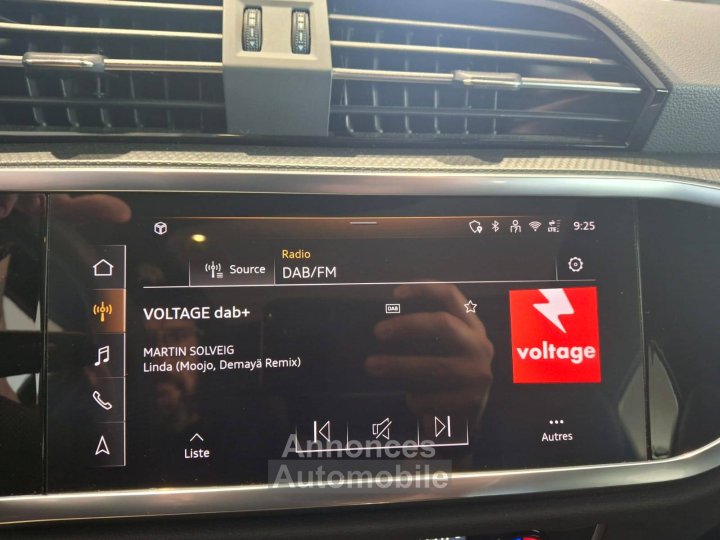 9:25
LTE
Radio
Source
DAB/FM
VOLTAGE dab+
DAB
MARTIN SOLVEIG
Linda (Moojo, Demayä Remix)
voltage
Liste
Autres
Annonces
Automobile